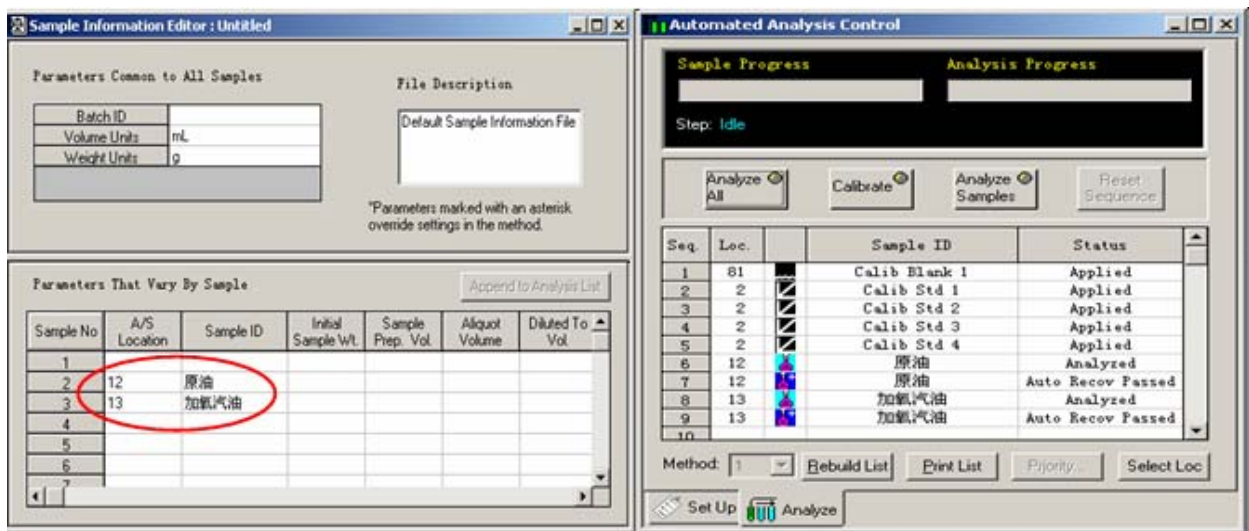 Sample Information Editor : Untitled
Parameters Common to All Samples
Batch ID
Volume Units mL
Weight Units g
File Description
Default Sample Information File
*Parameters marked with an asterisk
override settings in the method.
Parameters That Vary By Sample
Append to Analysis List
Sample No A/S Location Sample ID Initial Sample Wt. Sample Prep. Vol. Aliquot Volume Diluted To Vol.
1
2 12 原油
3 13 加氫汽油
4
5
6
7
Automated Analysis Control
Sample Progress Analysis Progress
Step: Idle
Analyze All Calibrate Analyze Samples Reset Sequence
Seq. Loc. Sample ID Status
1 81 Calib Blank 1 Applied
2 2 Calib Std 1 Applied
3 2 Calib Std 2 Applied
4 2 Calib Std 3 Applied
5 2 Calib Std 4 Applied
6 12 原油 Analyzed
7 12 原油 Auto Recov Passed
8 13 加氫汽油 Analyzed
9 13 加氫汽油 Auto Recov Passed
10
Method: 1 Rebuild List Print List Priority... Select Loc
Set Up Analyze